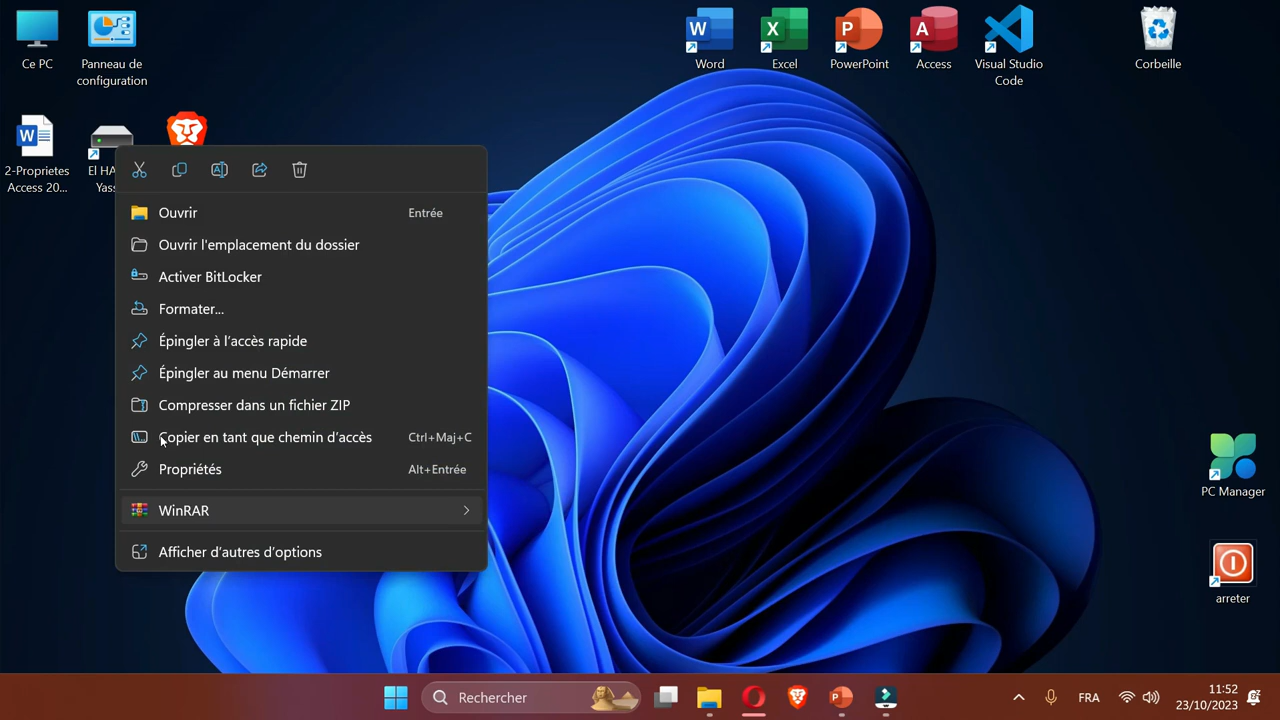 Ce PC
Panneau de
configuration
Word
Excel
PowerPoint
Access
Visual Studio
Code
Corbeille
2-Proprietes
Access 20...
El HA
Yass
Ouvrir Entrée
Ouvrir l'emplacement du dossier
Activer BitLocker
Formater...
Épingler à l'accès rapide
Épingler au menu Démarrer
Compresser dans un fichier ZIP
Copier en tant que chemin d'accès Ctrl+Maj+C
Propriétés Alt+Entrée
WinRAR
Afficher d'autres d'options
PC Manager
arreter
Rechercher
FRA
11:52
23/10/2023